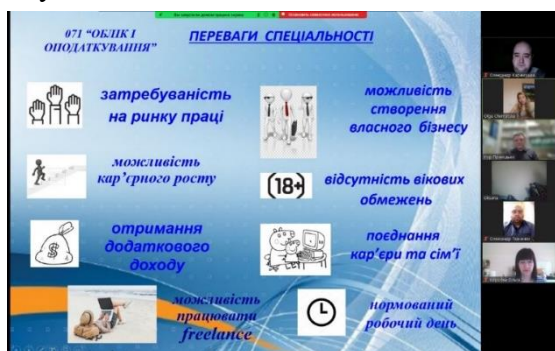 071 “ОБЛІК І
ОПОДАТКУВАННЯ”
ПЕРЕВАГИ СПЕЦІАЛЬНОСТІ
затребуваність
на ринку праці
можливість
створення
власного бізнесу
можливість
кар’єрного росту
(18+)
відсутність вікових
обмежень
отримання
додаткового
доходу
$
поєднання
кар’єри та сім’ї
можливість
працювати
freelance
нормований
робочий день